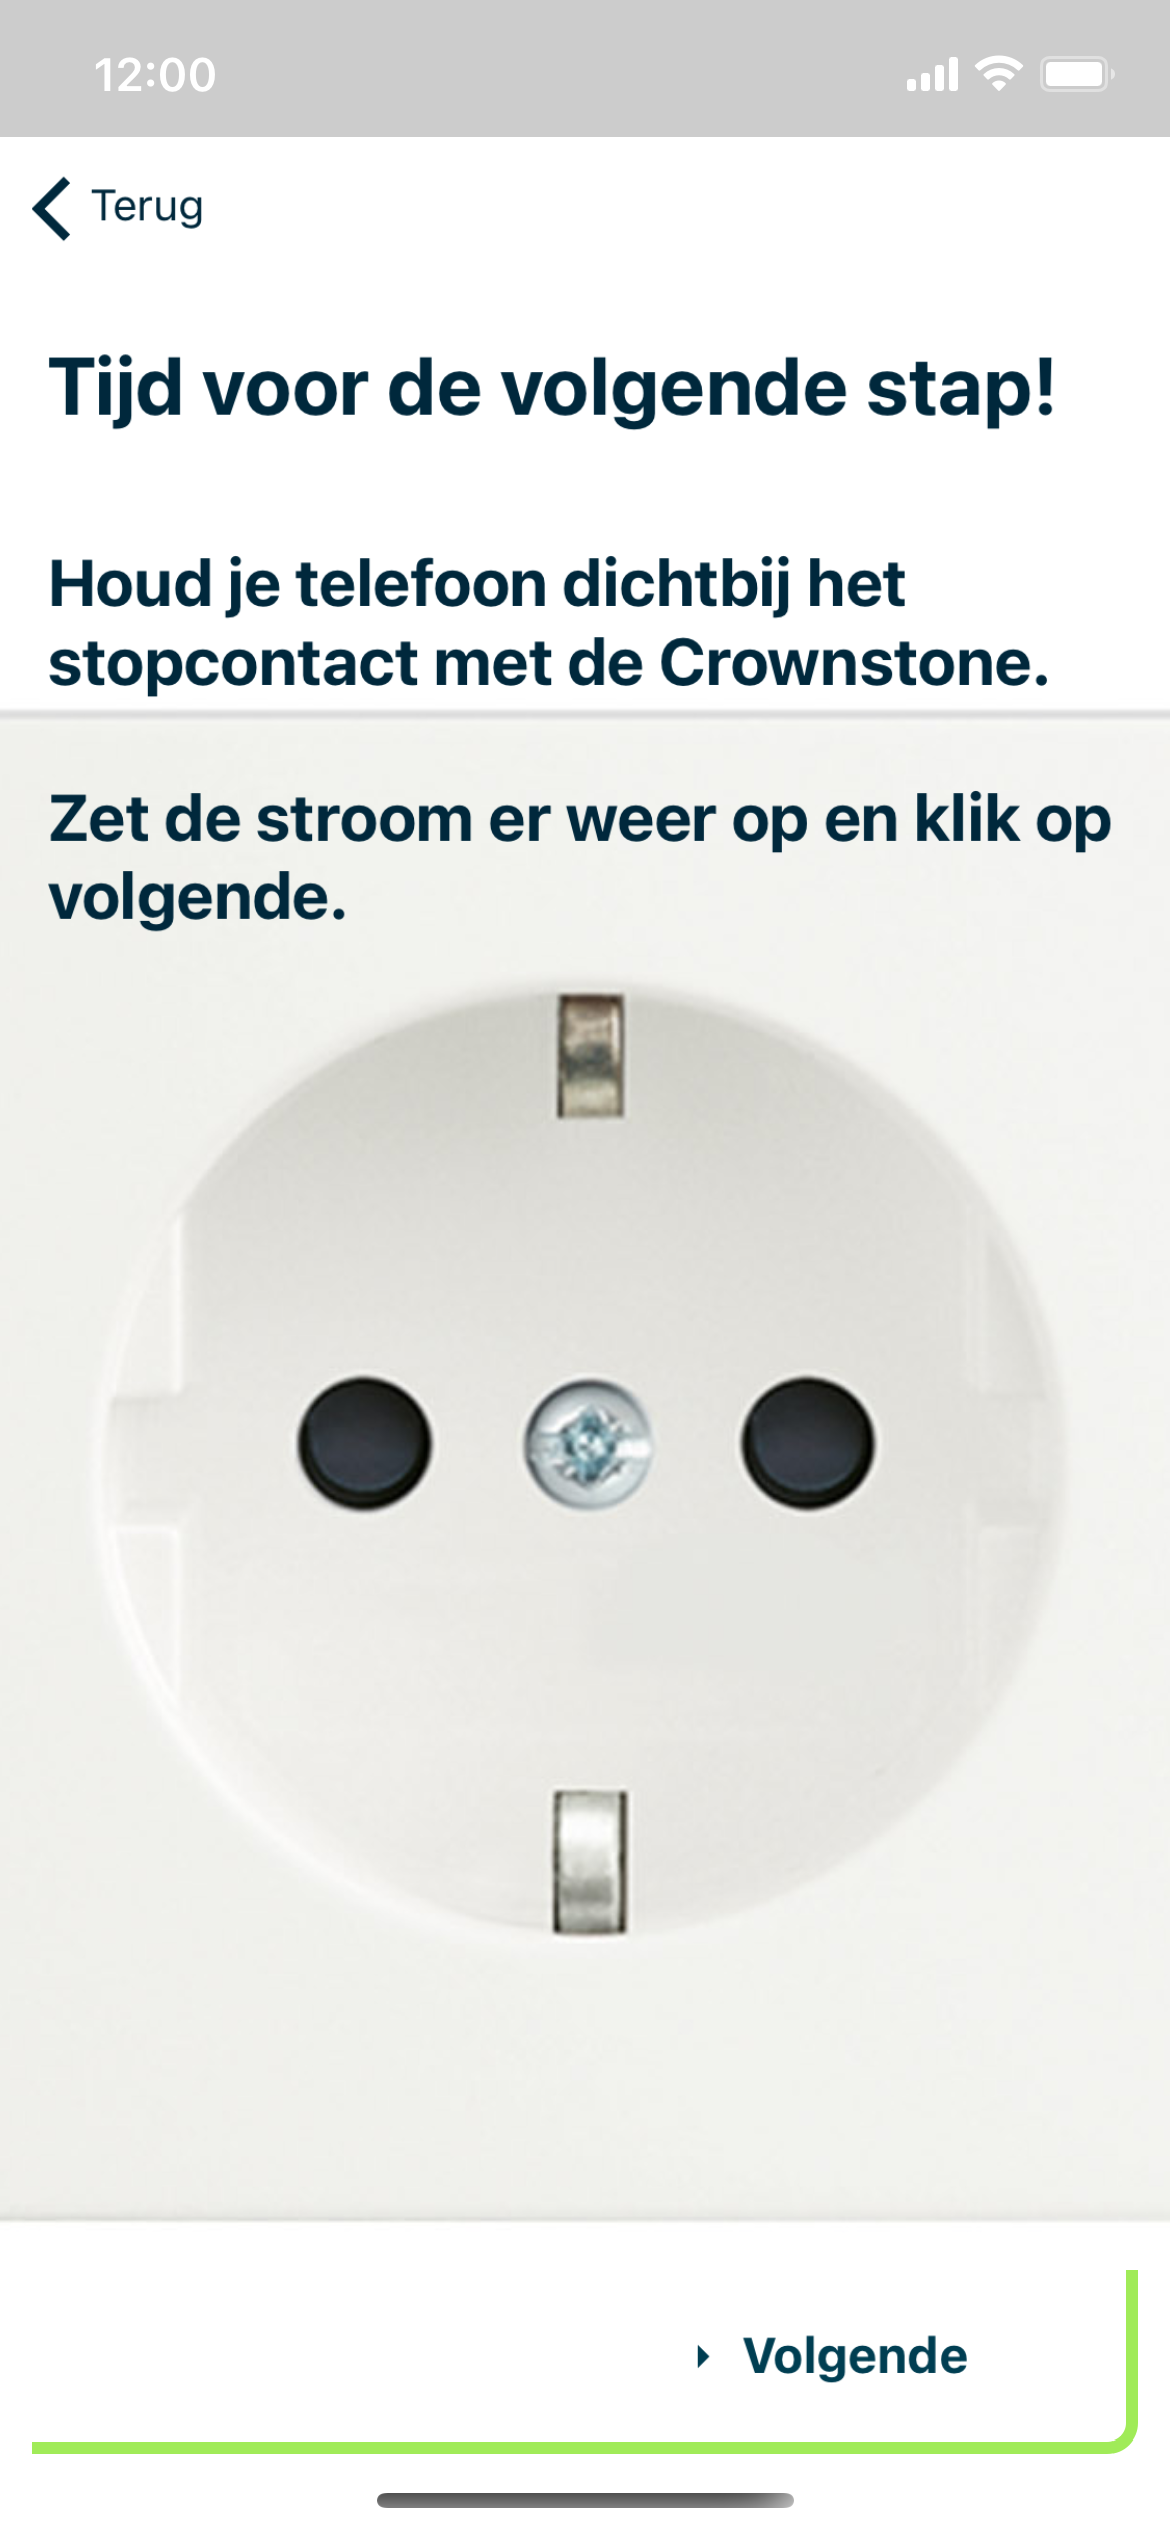 12:00
Terug
Tijd voor de volgende stap!
Houd je telefoon dichtbij het
stopcontact met de Crownstone.
Zet de stroom er weer op en klik op
volgende.
Volgende